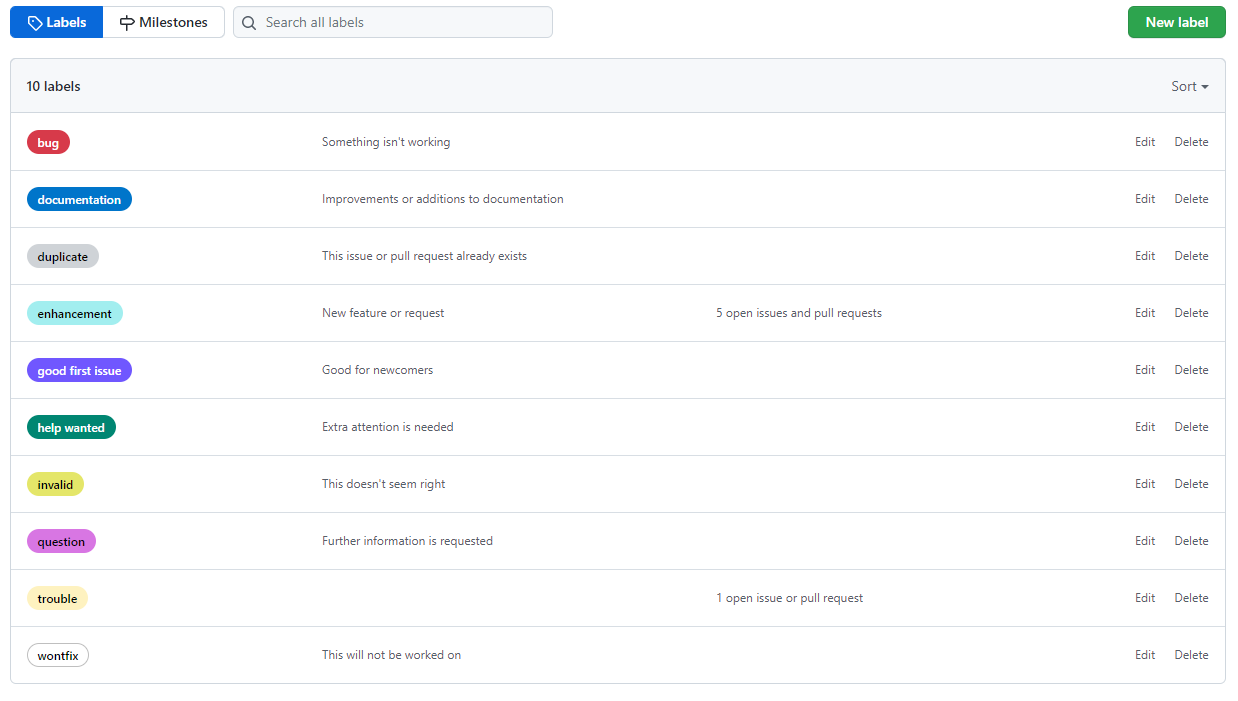 Labels Milestones Search all labels New label
10 labels Sort
bug Something isn't working Edit Delete
documentation Improvements or additions to documentation Edit Delete
duplicate This issue or pull request already exists Edit Delete
enhancement New feature or request 5 open issues and pull requests Edit Delete
good first issue Good for newcomers Edit Delete
help wanted Extra attention is needed Edit Delete
invalid This doesn't seem right Edit Delete
question Further information is requested Edit Delete
trouble 1 open issue or pull request Edit Delete
wontfix This will not be worked on Edit Delete